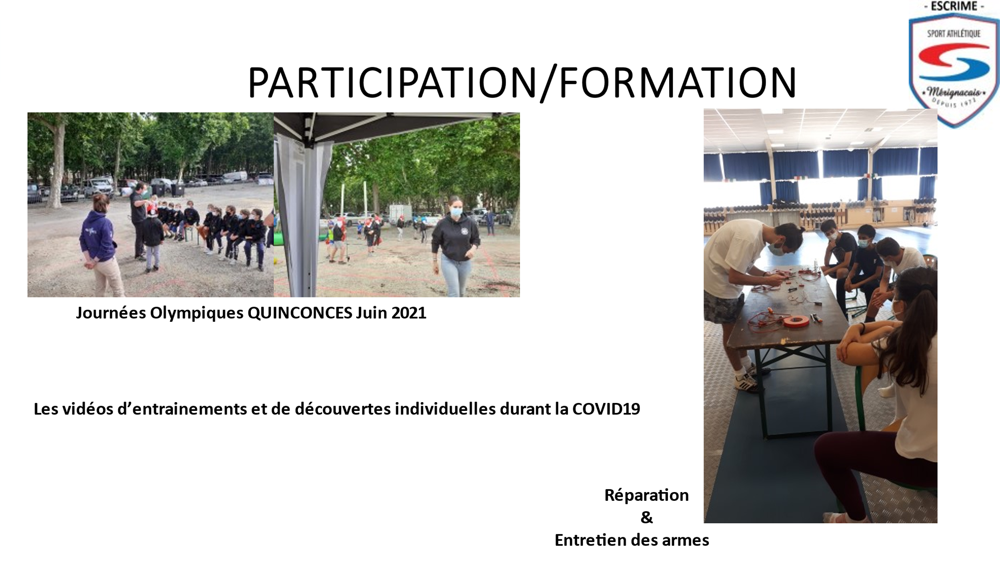 - ESCRIME -
SPORT ATHLÉTIQUE
Mérignacais
DEPUIS 1972
PARTICIPATION/FORMATION
Journées Olympiques QUINCONCES Juin 2021
Les vidéos d’entrainements et de découvertes individuelles durant la COVID19
Réparation
&
Entretien des armes